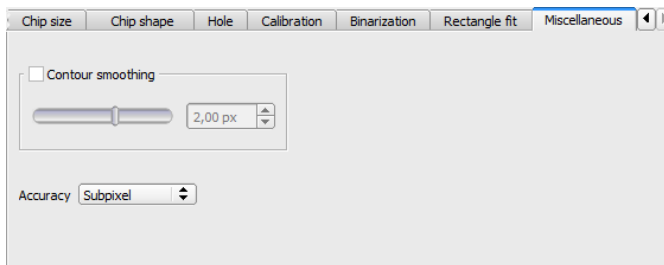 Chip size Chip shape Hole Calibration Binarization Rectangle fit Miscellaneous
Contour smoothing
2,00 px
Accuracy Subpixel